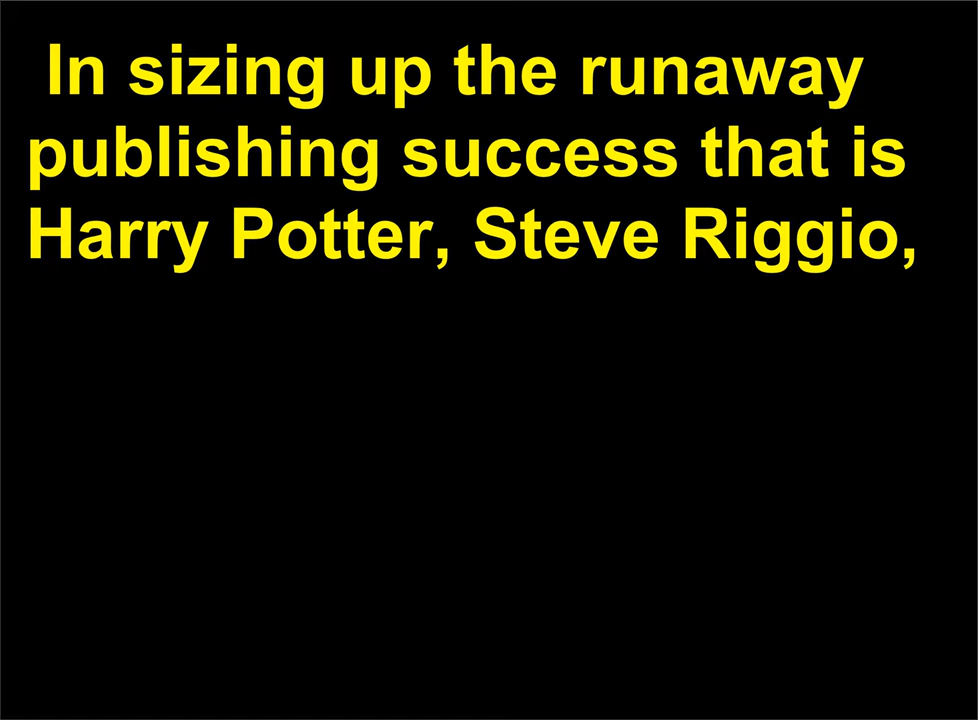 In sizing up the runaway
publishing success that is
Harry Potter, Steve Riggio,